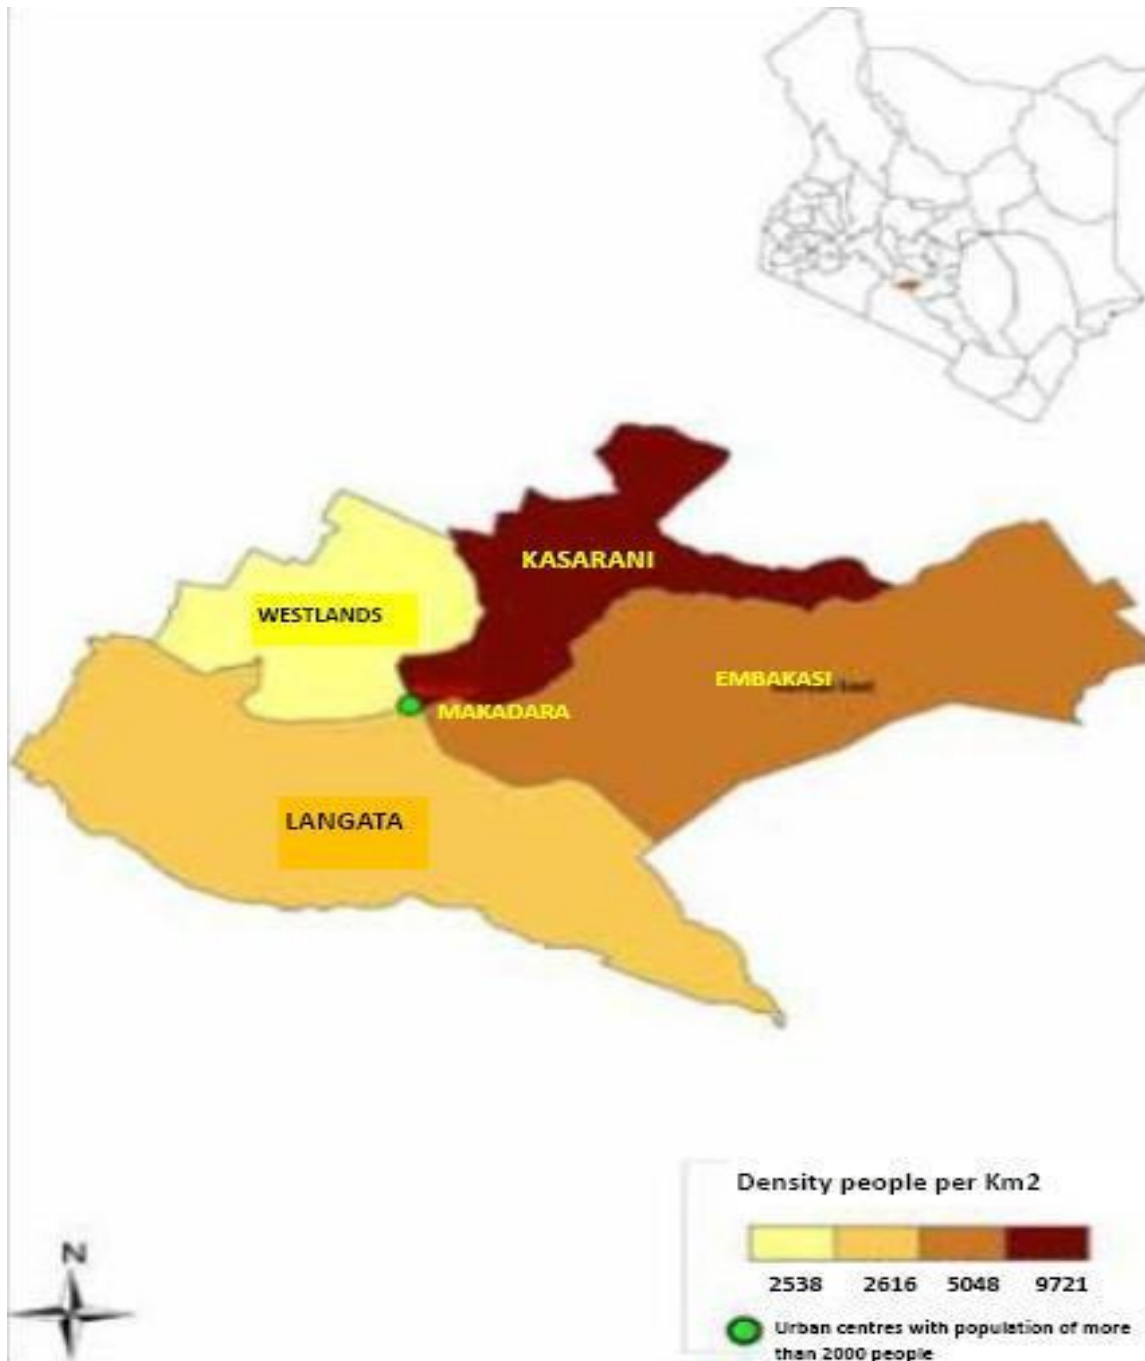 KASARANI
WESTLANDS
EMBAKASI
MAKADARA
LANGATA
Density people per Km2
2538 2616 5048 9721
N
Urban centres with population of more
than 2000 people